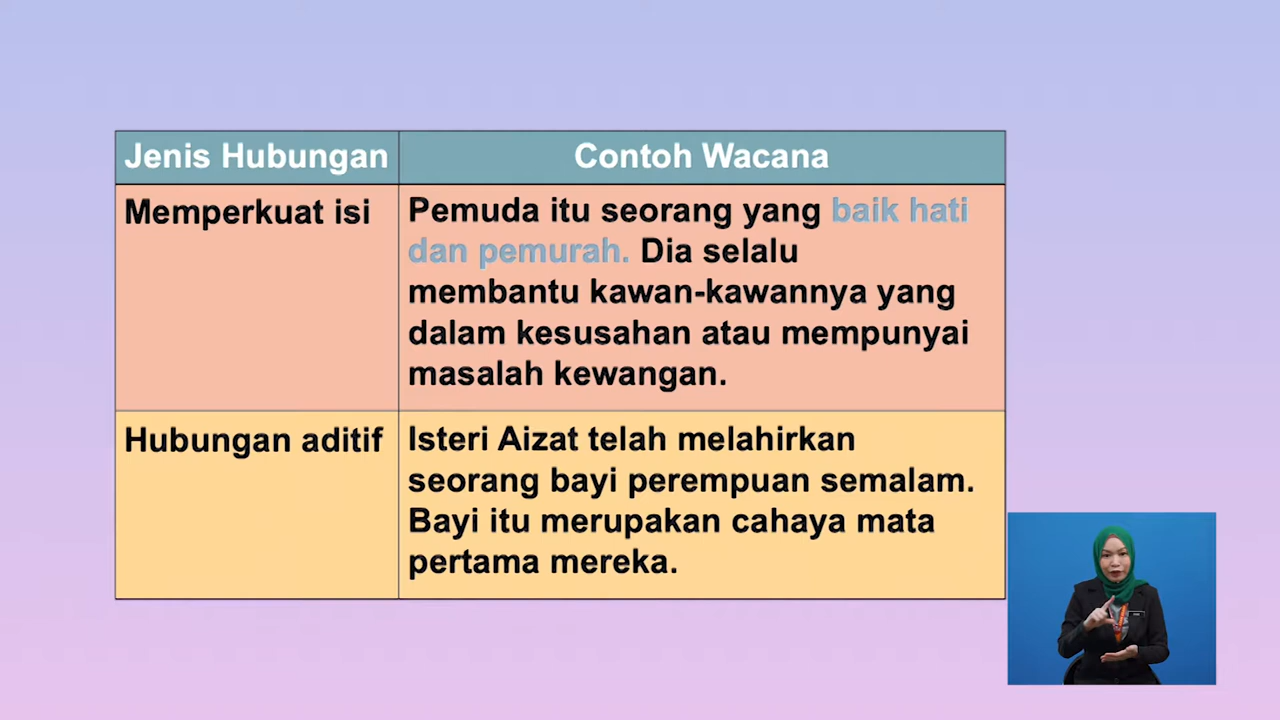 Jenis Hubungan
Contoh Wacana
Memperkuat isi
Pemuda itu seorang yang baik hati
dan pemurah. Dia selalu
membantu kawan-kawannya yang
dalam kesusahan atau mempunyai
masalah kewangan.
Hubungan aditif
Isteri Aizat telah melahirkan
seorang bayi perempuan semalam.
Bayi itu merupakan cahaya mata
pertama mereka.